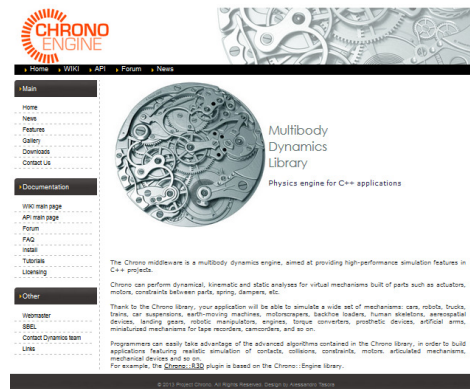 CHRONO
ENGINE
Home WIKI API Forum News
Main
Home
News
Features
Gallery
Downloads
Contact Us
Documentation
WIKI main page
API main page
Forum
FAQ
Install
Tutorials
Licensing
Other
Webmaster
SBEL
Contact Dynamics team
Links
Multibody
Dynamics
Library
Physics engine for C++ applications
The Chrono middleware is a multibody dynamics engine, aimed at providing high-performance simulation features in
C++ projects.
Chrono can perform dynamical, kinematic and static analyses for virtual mechanisms built of parts such as actuators,
motors, constraints between parts, spring, dampers, etc.
Thank to the Chrono library, your application will be able to simulate a wide set of mechanisms: cars, robots, trucks,
trains, car suspensions, earth-moving machines, motorscrapers, backhoe loaders, human skeletons, aereospatial
devices, landing gears, robotic manipulators, engines, torque converters, prosthetic devices, artificial arms,
miniaturized mechanisms for tape recorders, camcorders, and so on.
Programmers can easily take advantage of the advanced algorithms contained in the Chrono library, in order to build
applications featuring realistic simulation of contacts, collisions, constraints, motors, articulated mechanisms,
mechanical devices and so on.
For example, the Chrono::R3D plugin is based on the Chrono::Engine library.
© 2013 Project Chrono. All Rights Reserved. Design by Alessandro Tasora